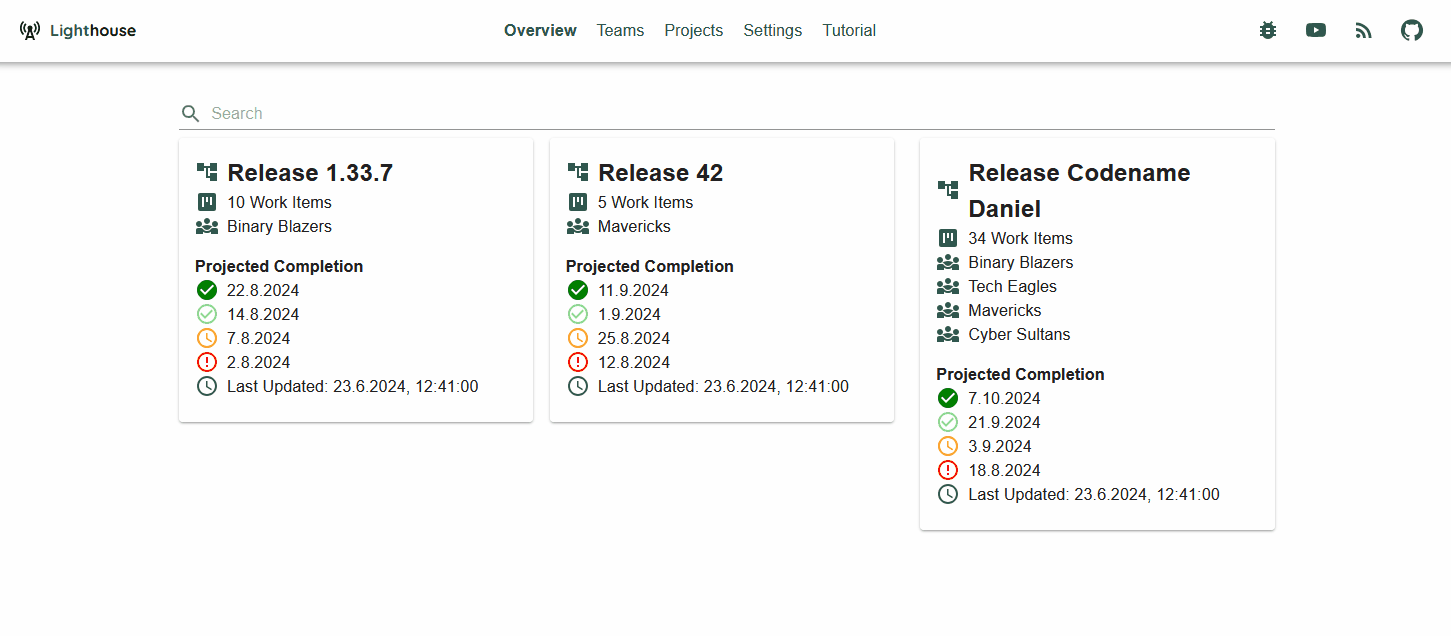 Lighthouse
Overview Teams Projects Settings Tutorial
Search
Release 1.33.7
10 Work Items
Binary Blazers
Projected Completion
22.8.2024
14.8.2024
7.8.2024
2.8.2024
Last Updated: 23.6.2024, 12:41:00
Release 42
5 Work Items
Mavericks
Projected Completion
11.9.2024
1.9.2024
25.8.2024
12.8.2024
Last Updated: 23.6.2024, 12:41:00
Release Codename
Daniel
34 Work Items
Binary Blazers
Tech Eagles
Mavericks
Cyber Sultans
Projected Completion
7.10.2024
21.9.2024
3.9.2024
18.8.2024
Last Updated: 23.6.2024, 12:41:00